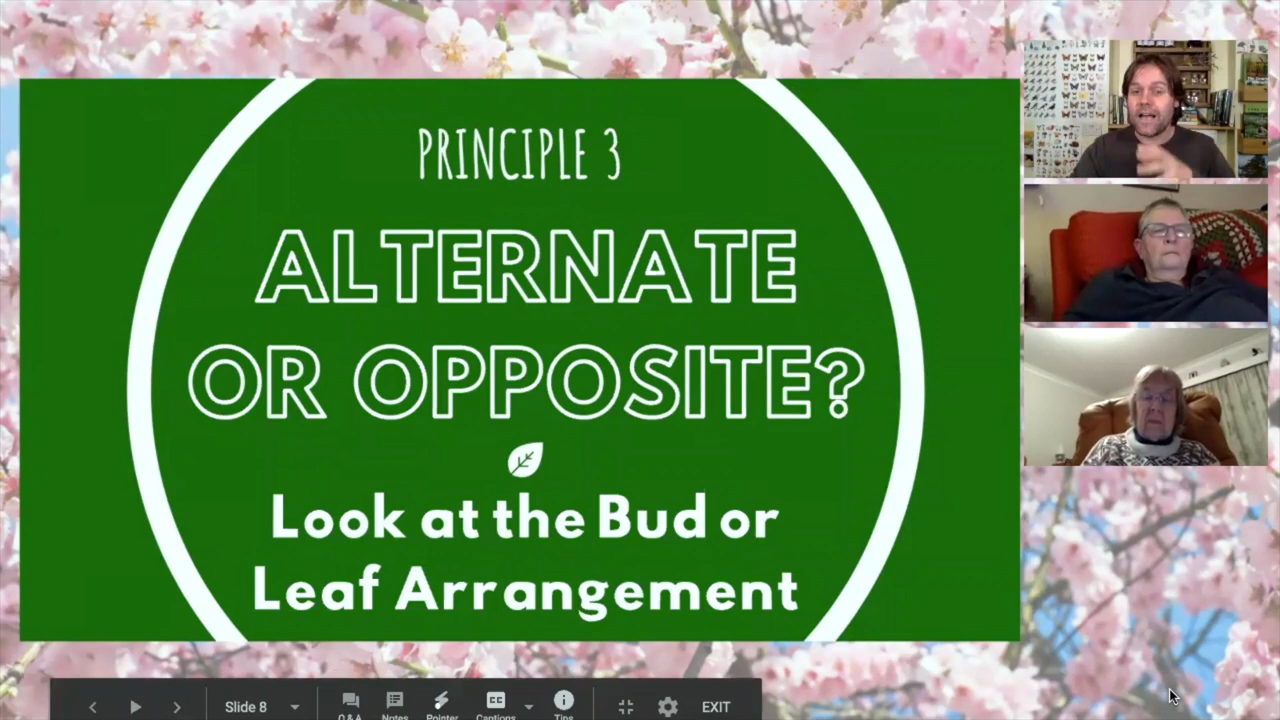 PRINCIPLE 3
ALTERNATE
OR OPPOSITE?
Look at the Bud or
Leaf Arrangement
Slide 8
Q&A
Notes
Pointer
Captions
Tips
EXIT
CC